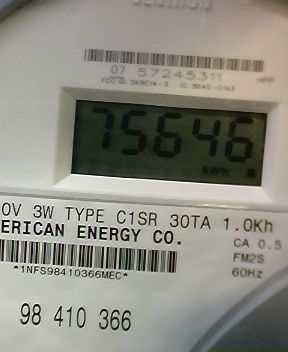 07 57245311 HPP
75646
kWh
0V 3W TYPE C1SR 30TA 1.0Kh
ERICAN ENERGY CO.
CA 0.5
*1NFS98410366MEC*
FM2S
60Hz
98 410 366